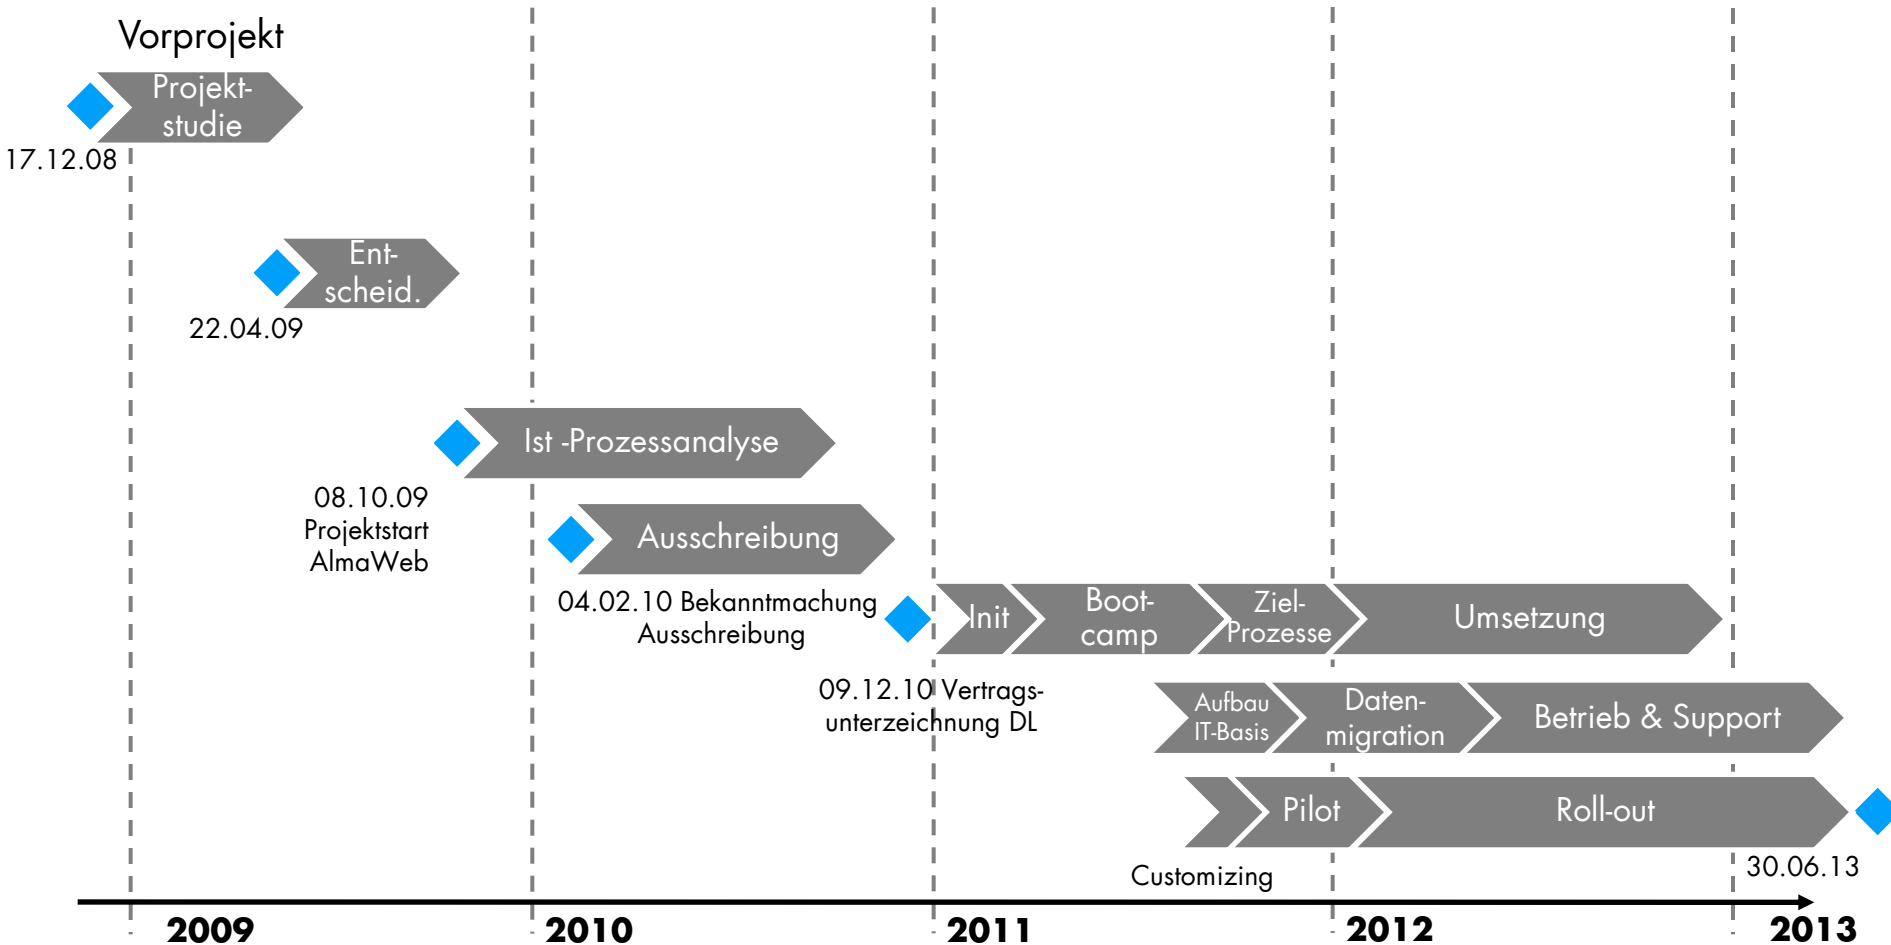 Vorprojekt
Projekt-
studie
17.12.08
Ent-
scheid.
22.04.09
Ist -Prozessanalyse
08.10.09
Projektstart
AlmaWeb
Ausschreibung
04.02.10 Bekanntmachung
Ausschreibung
Init
Boot-
camp
Ziel-
Prozesse
Umsetzung
09.12.10 Vertrags-
unterzeichnung DL
Aufbau
IT-Basis
Daten-
migration
Betrieb & Support
Pilot
Roll-out
Customizing
30.06.13
2009
2010
2011
2012
2013